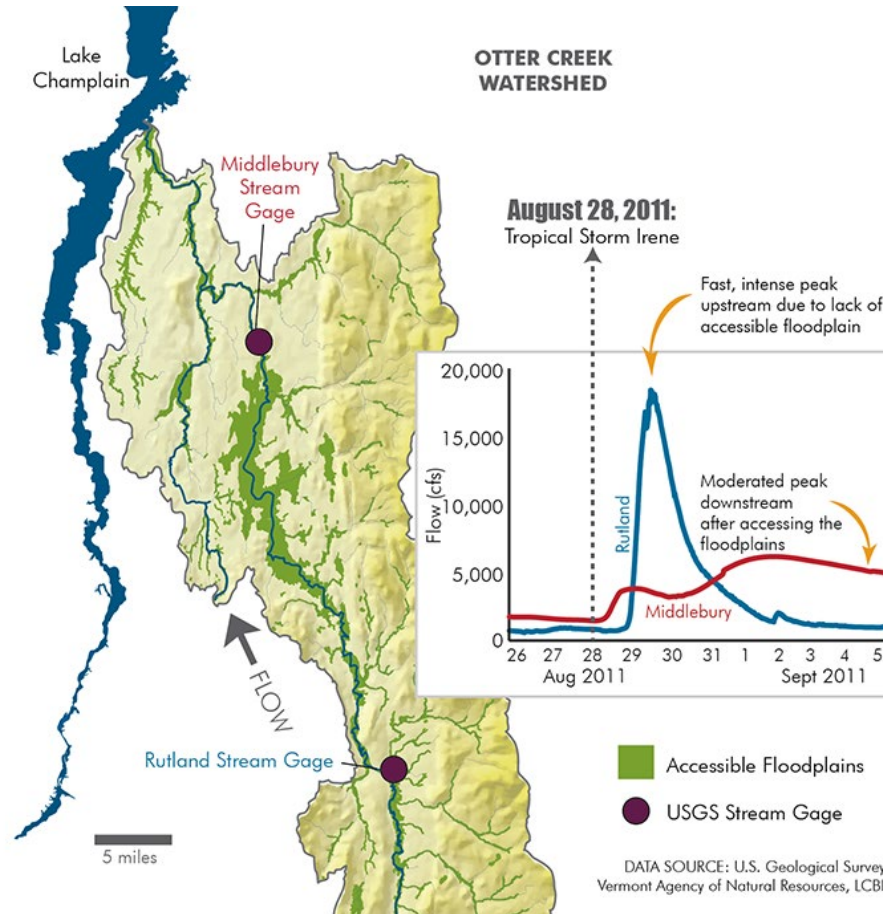 Lake
Champlain
OTTER CREEK
WATERSHED
Middlebury
Stream
Gage
August 28, 2011:
Tropical Storm Irene
Fast, intense peak
upstream due to lack of
accessible floodplain
20,000
15,000
10,000
5,000
0
Flow (cfs)
Rutland
Moderated peak
downstream
after accessing the
floodplains
Middlebury
26 27 28 29 30 31 1 2 3 4 5
Aug 2011 Sept 2011
FLOW
Rutland Stream Gage
Accessible Floodplains
USGS Stream Gage
5 miles
DATA SOURCE: U.S. Geological Survey
Vermont Agency of Natural Resources,